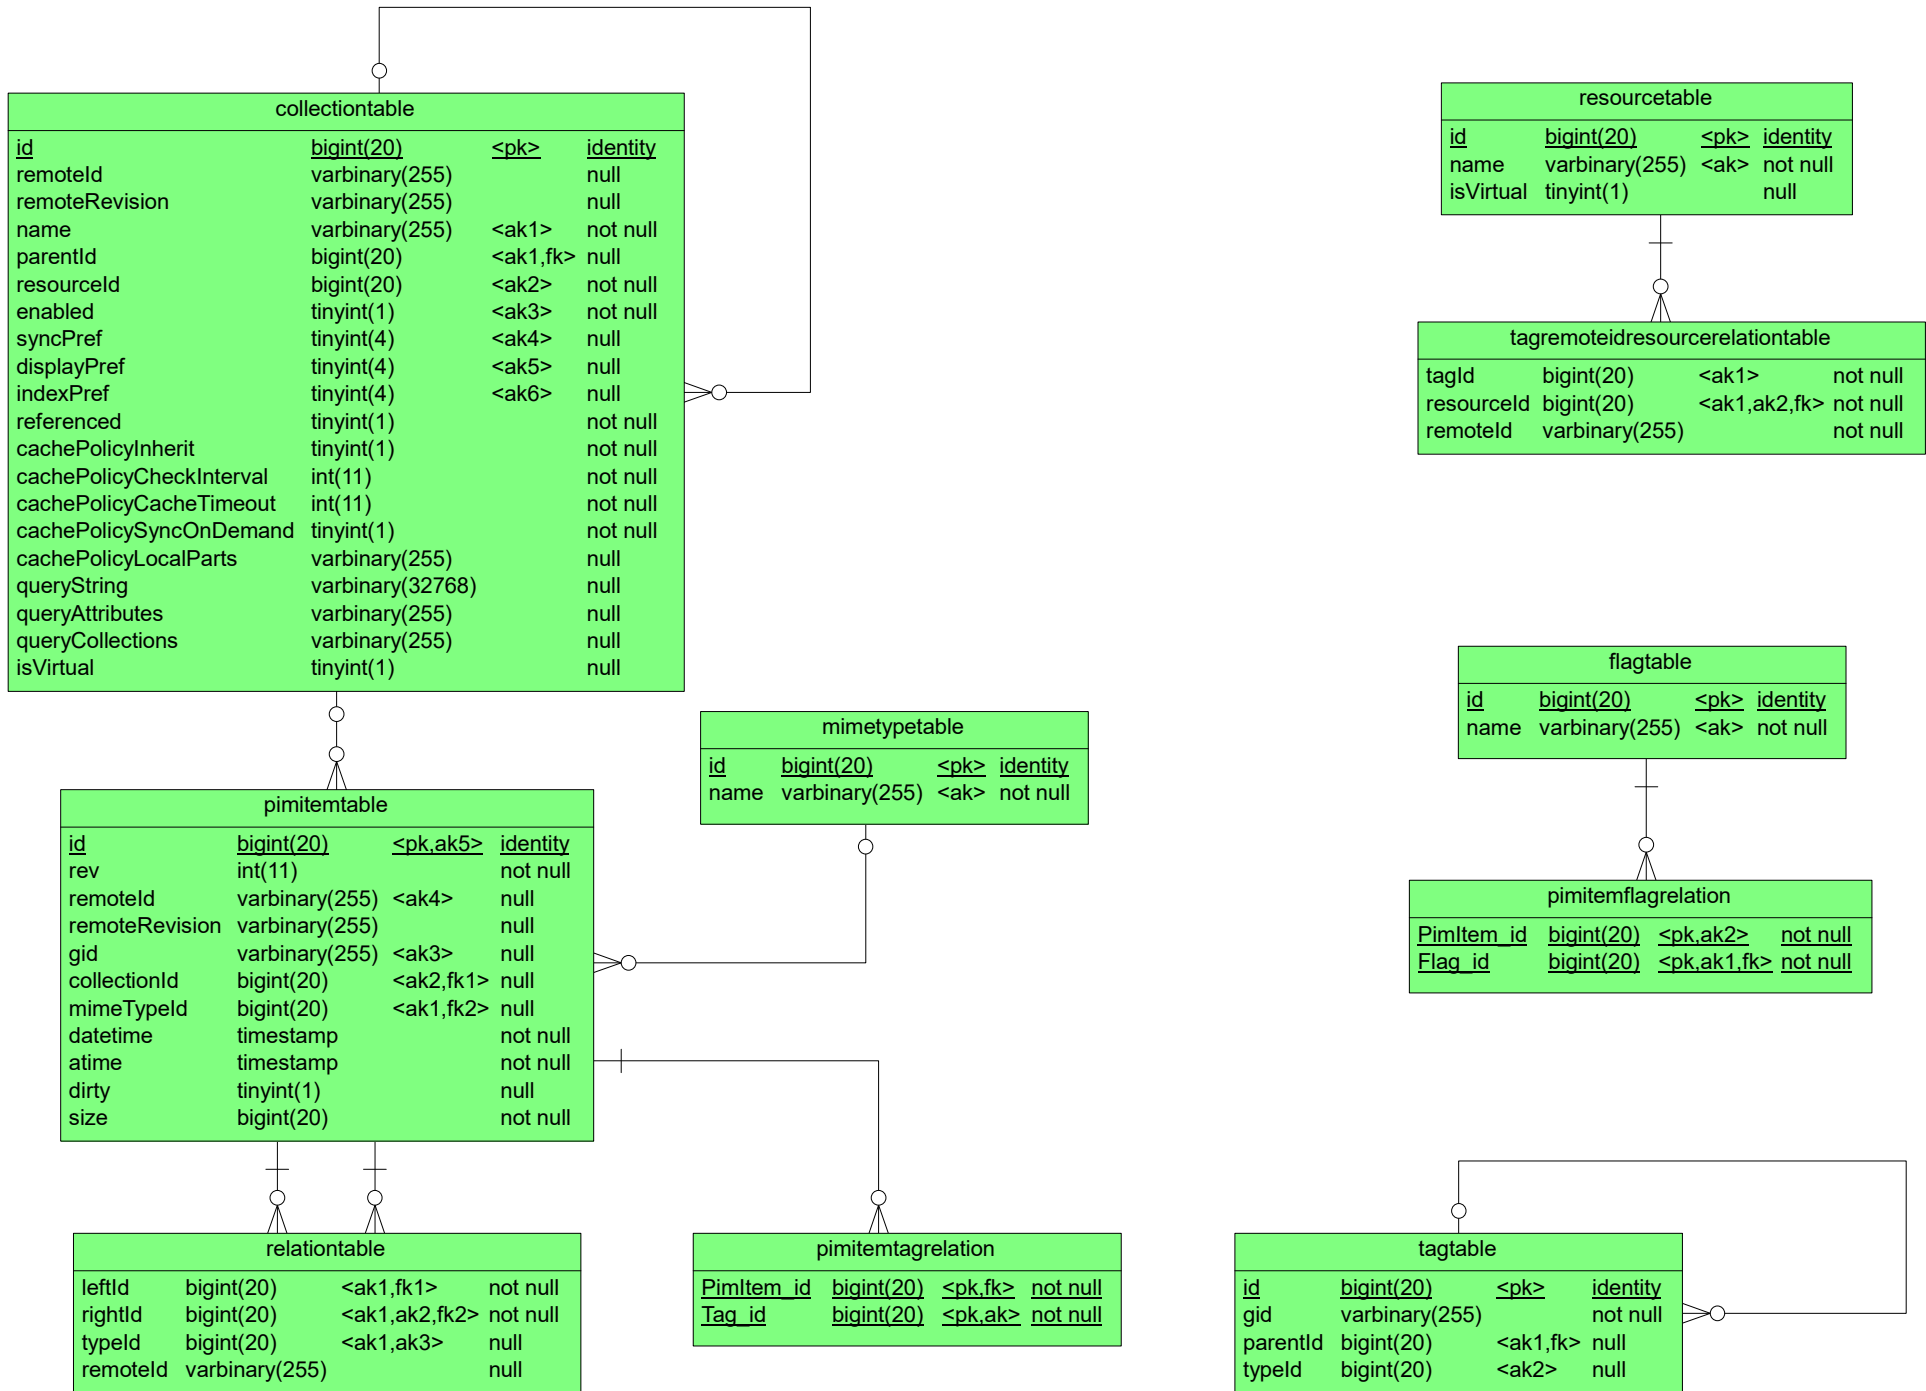 collectiontable
id bigint(20) <pk> identity
remoteId varbinary(255) null
remoteRevision varbinary(255) null
name varbinary(255) <ak1> not null
parentId bigint(20) <ak1,fk> null
resourceId bigint(20) <ak2> not null
enabled tinyint(1) <ak3> not null
syncPref tinyint(4) <ak4> null
displayPref tinyint(4) <ak5> null
indexPref tinyint(4) <ak6> null
referenced tinyint(1) not null
cachePolicyInherit tinyint(1) not null
cachePolicyCheckInterval int(11) not null
cachePolicyCacheTimeout int(11) not null
cachePolicySyncOnDemand tinyint(1) not null
cachePolicyLocalParts varbinary(255) null
queryString varbinary(32768) null
queryAttributes varbinary(255) null
queryCollections varbinary(255) null
isVirtual tinyint(1) null
resourcetable
id bigint(20) <pk> identity
name varbinary(255) <ak> not null
isVirtual tinyint(1) null
tagremoteidresourcerelationtable
tagId bigint(20) <ak1> not null
resourceId bigint(20) <ak1,ak2,fk> not null
remoteId varbinary(255) not null
flagtable
id bigint(20) <pk> identity
name varbinary(255) <ak> not null
mimetypetable
id bigint(20) <pk> identity
name varbinary(255) <ak> not null
pimitemtable
id bigint(20) <pk,ak5> identity
rev int(11) not null
remoteId varbinary(255) <ak4> null
remoteRevision varbinary(255) null
gid varbinary(255) <ak3> null
collectionId bigint(20) <ak2,fk1> null
mimeTypeId bigint(20) <ak1,fk2> null
datetime timestamp not null
atime timestamp not null
dirty tinyint(1) null
size bigint(20) not null
pimitemflagrelation
PimItem_id bigint(20) <pk,ak2> not null
Flag_id bigint(20) <pk,ak1,fk> not null
relationtable
leftId bigint(20) <ak1,fk1> not null
rightId bigint(20) <ak1,ak2,fk2> not null
typeId bigint(20) <ak1,ak3> null
remoteId varbinary(255) null
pimitemtagrelation
PimItem_id bigint(20) <pk,fk> not null
Tag_id bigint(20) <pk,ak> not null
tagtable
id bigint(20) <pk> identity
gid varbinary(255) not null
parentId bigint(20) <ak1,fk> null
typeId bigint(20) <ak2> null